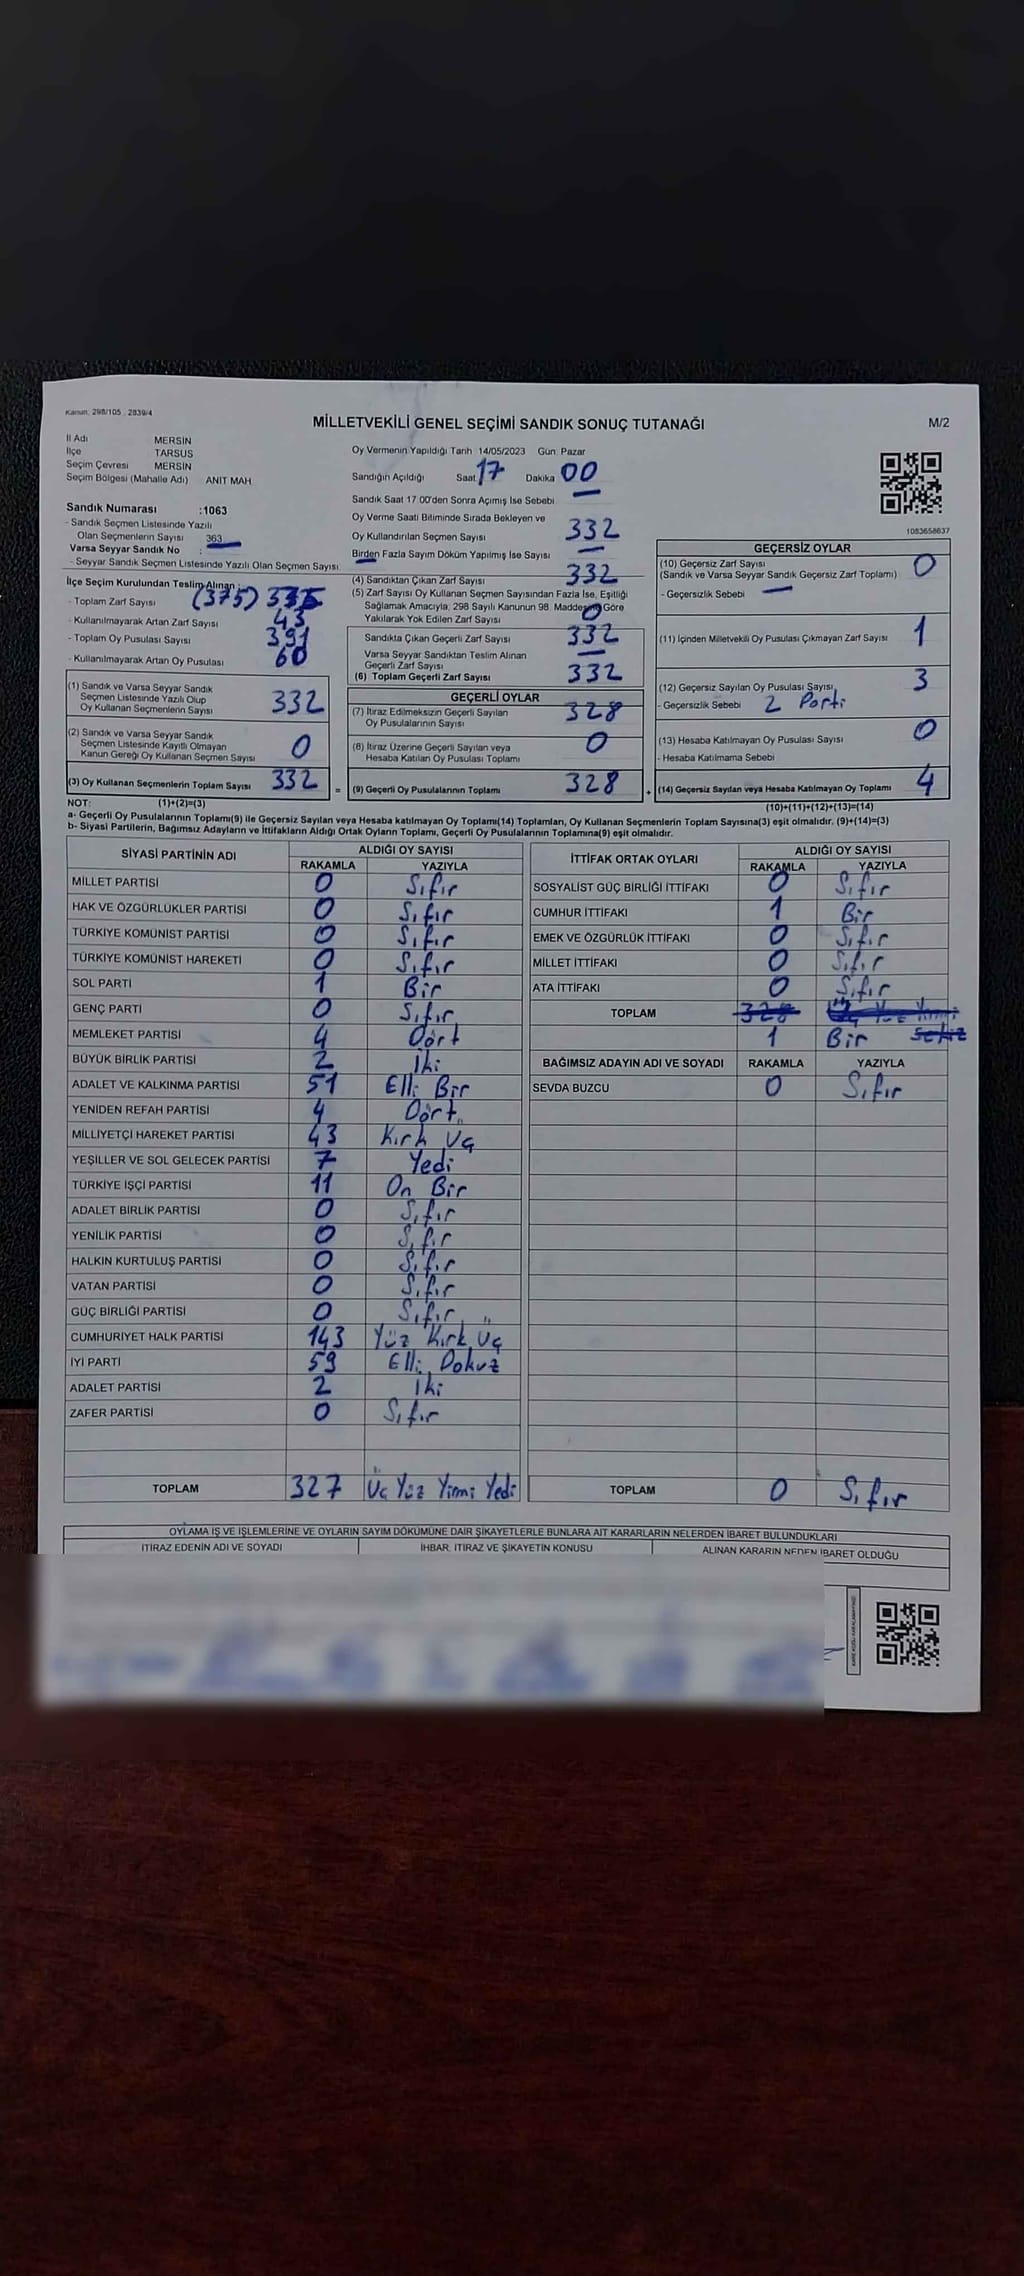 Kanun: 298/105 , 2839/4
MİLLETVEKİLİ GENEL SEÇİMİ SANDIK SONUÇ TUTANAĞI
M/2
İl Adı MERSİN
İlçe TARSUS
Seçim Çevresi MERSİN
Seçim Bölgesi (Mahalle Adı) ANIT MAH.
Sandık Numarası :1063
- Sandık Seçmen Listesinde Yazılı
Olan Seçmenlerin Sayısı 363
Varsa Seyyar Sandık No :
- Seyyar Sandık Seçmen Listesinde Yazılı Olan Seçmen Sayısı
Oy Vermenin Yapıldığı Tarih 14/05/2023 Gün: Pazar
Sandığın Açıldığı Saat 17 Dakika 00
Sandık Saat 17 00'den Sonra Açımış İse Sebebi
Oy Verme Saati Bitiminde Sırada Bekleyen ve
Oy Kullandırılan Seçmen Sayısı 332
Birden Fazla Sayım Döküm Yapılmış İse Sayısı
1083658637
İlçe Seçim Kurulundan Teslim Alınan :
- Toplam Zarf Sayısı (375) 375
- Kullanılmayarak Artan Zarf Sayısı 43
- Toplam Oy Pusulası Sayısı 391
- Kullanılmayarak Artan Oy Pusulası 60
(1) Sandık ve Varsa Seyyar Sandık
Seçmen Listesinde Yazılı Olup
Oy Kullanan Seçmenlerin Sayısı 332
(2) Sandık ve Varsa Seyyar Sandık
Seçmen Listesinde Kayıtlı Olmayan
Kanun Gereği Oy Kullanan Seçmen Sayısı 0
(3) Oy Kullanan Seçmenlerin Toplam Sayısı 332
(4) Sandıktan Çıkan Zarf Sayısı 332
(5) Zarf Sayısı Oy Kullanan Seçmen Sayısından Fazla İse, Eşitliği
Sağlamak Amacıyla, 298 Sayılı Kanunun 98. Maddesine Göre
Yakılarak Yok Edilen Zarf Sayısı 0
Sandıkta Çıkan Geçerli Zarf Sayısı 332
Varsa Seyyar Sandıktan Teslim Alınan
Geçerli Zarf Sayısı
(6) Toplam Geçerli Zarf Sayısı 332
GEÇERLİ OYLAR
(7) İtiraz Edilmeksizin Geçerli Sayılan
Oy Pusulalarının Sayısı 328
(8) İtiraz Üzerine Geçerli Sayılan veya
Hesaba Katılan Oy Pusulası Toplamı 0
= (9) Geçerli Oy Pusulalarının Toplamı 328
GEÇERSİZ OYLAR
(10) Geçersiz Zarf Sayısı
(Sandık ve Varsa Seyyar Sandık Geçersiz Zarf Toplamı) 0
- Geçersizlik Sebebi
(11) İçinden Milletvekili Oy Pusulası Çıkmayan Zarf Sayısı 1
(12) Geçersiz Sayılan Oy Pusulası Sayısı 3
- Geçersizlik Sebebi 2 Parti
(13) Hesaba Katılmayan Oy Pusulası Sayısı 0
- Hesaba Katılmama Sebebi
+ (14) Geçersiz Sayılan veya Hesaba Katılmayan Oy Toplamı 4
NOT: (1)+(2)=(3)
(10)+(11)+(12)+(13)=(14)
a- Geçerli Oy Pusulalarının Toplamı(9) ile Geçersiz Sayılan veya Hesaba katılmayan Oy Toplamı(14) Toplamları, Oy Kullanan Seçmenlerin Toplam Sayısına(3) eşit olmalıdır. (9)+(14)=(3)
b- Siyasi Partilerin, Bağımsız Adayların ve İttifakların Aldığı Ortak Oyların Toplamı, Geçerli Oy Pusulalarının Toplamına(9) eşit olmalıdır.
SİYASİ PARTİNİN ADI ALDIĞI OY SAYISI
RAKAMLA YAZIYLA
MİLLET PARTİSİ 0 Sıfır
HAK VE ÖZGÜRLÜKLER PARTİSİ 0 Sıfır
TÜRKİYE KOMÜNİST PARTİSİ 0 Sıfır
TÜRKİYE KOMÜNİST HAREKETİ 0 Sıfır
SOL PARTİ 1 Bir
GENÇ PARTİ 0 Sıfır
MEMLEKET PARTİSİ 4 Dört
BÜYÜK BİRLİK PARTİSİ 2 İki
ADALET VE KALKINMA PARTİSİ 51 Elli Bir
YENİDEN REFAH PARTİSİ 4 Dört
MİLLİYETÇİ HAREKET PARTİSİ 43 Kırk Üç
YEŞİLLER VE SOL GELECEK PARTİSİ 7 Yedi
TÜRKİYE İŞÇİ PARTİSİ 11 On Bir
ADALET BİRLİK PARTİSİ 0 Sıfır
YENİLİK PARTİSİ 0 Sıfır
HALKIN KURTULUŞ PARTİSİ 0 Sıfır
VATAN PARTİSİ 0 Sıfır
GÜÇ BİRLİĞİ PARTİSİ 0 Sıfır
CUMHURİYET HALK PARTİSİ 143 Yüz Kırk Üç
İYİ PARTİ 59 Elli Dokuz
ADALET PARTİSİ 2 İki
ZAFER PARTİSİ 0 Sıfır
TOPLAM 327 Üç Yüz Yirmi Yedi
İTTİFAK ORTAK OYLARI ALDIĞI OY SAYISI
RAKAMLA YAZIYLA
SOSYALİST GÜÇ BİRLİĞİ İTTİFAKI 0 Sıfır
CUMHUR İTTİFAKI 1 Bir
EMEK VE ÖZGÜRLÜK İTTİFAKI 0 Sıfır
MİLLET İTTİFAKI 0 Sıfır
ATA İTTİFAKI 0 Sıfır
TOPLAM 328 Üç Yüz Yirmi
1 Bir Sekiz
BAĞIMSIZ ADAYIN ADI VE SOYADI RAKAMLA YAZIYLA
SEVDA BUZCU 0 Sıfır
TOPLAM 0 Sıfır
OYLAMA İŞ VE İŞLEMLERİNE VE OYLARIN SAYIM DÖKÜMÜNE DAİR ŞİKAYETLERLE BUNLARA AİT KARARLARIN NELERDEN İBARET BULUNDUKLARI
İTİRAZ EDENİN ADI VE SOYADI İHBAR, İTİRAZ VE ŞİKAYETİN KONUSU ALINAN KARARIN NEDEN İBARET OLDUĞU